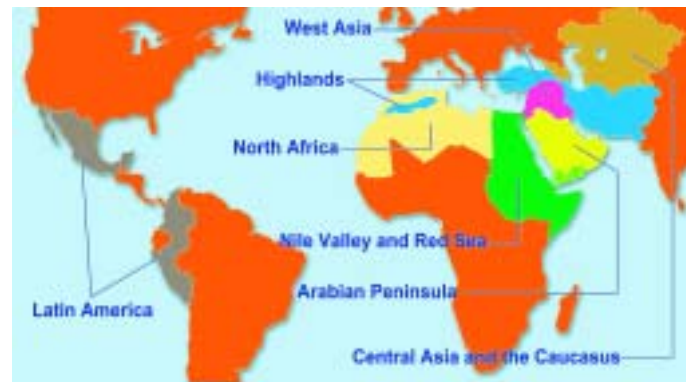 West Asia
Highlands
North Africa
Nile Valley and Red Sea
Arabian Peninsula
Latin America
Central Asia and the Caucasus